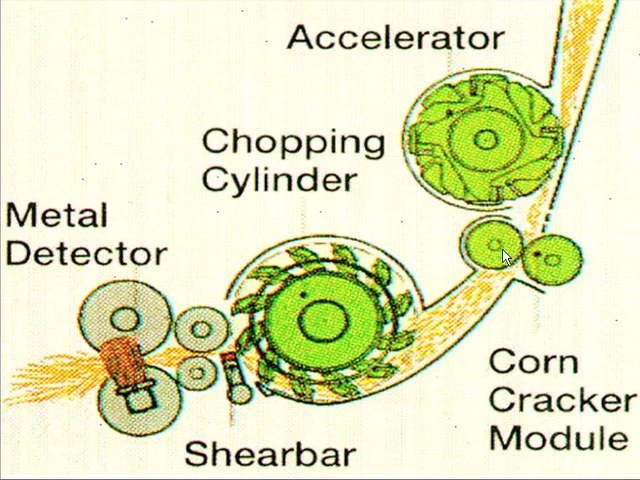 Accelerator
Chopping
Cylinder
Metal
Detector
Corn
Cracker
Module
Shearbar